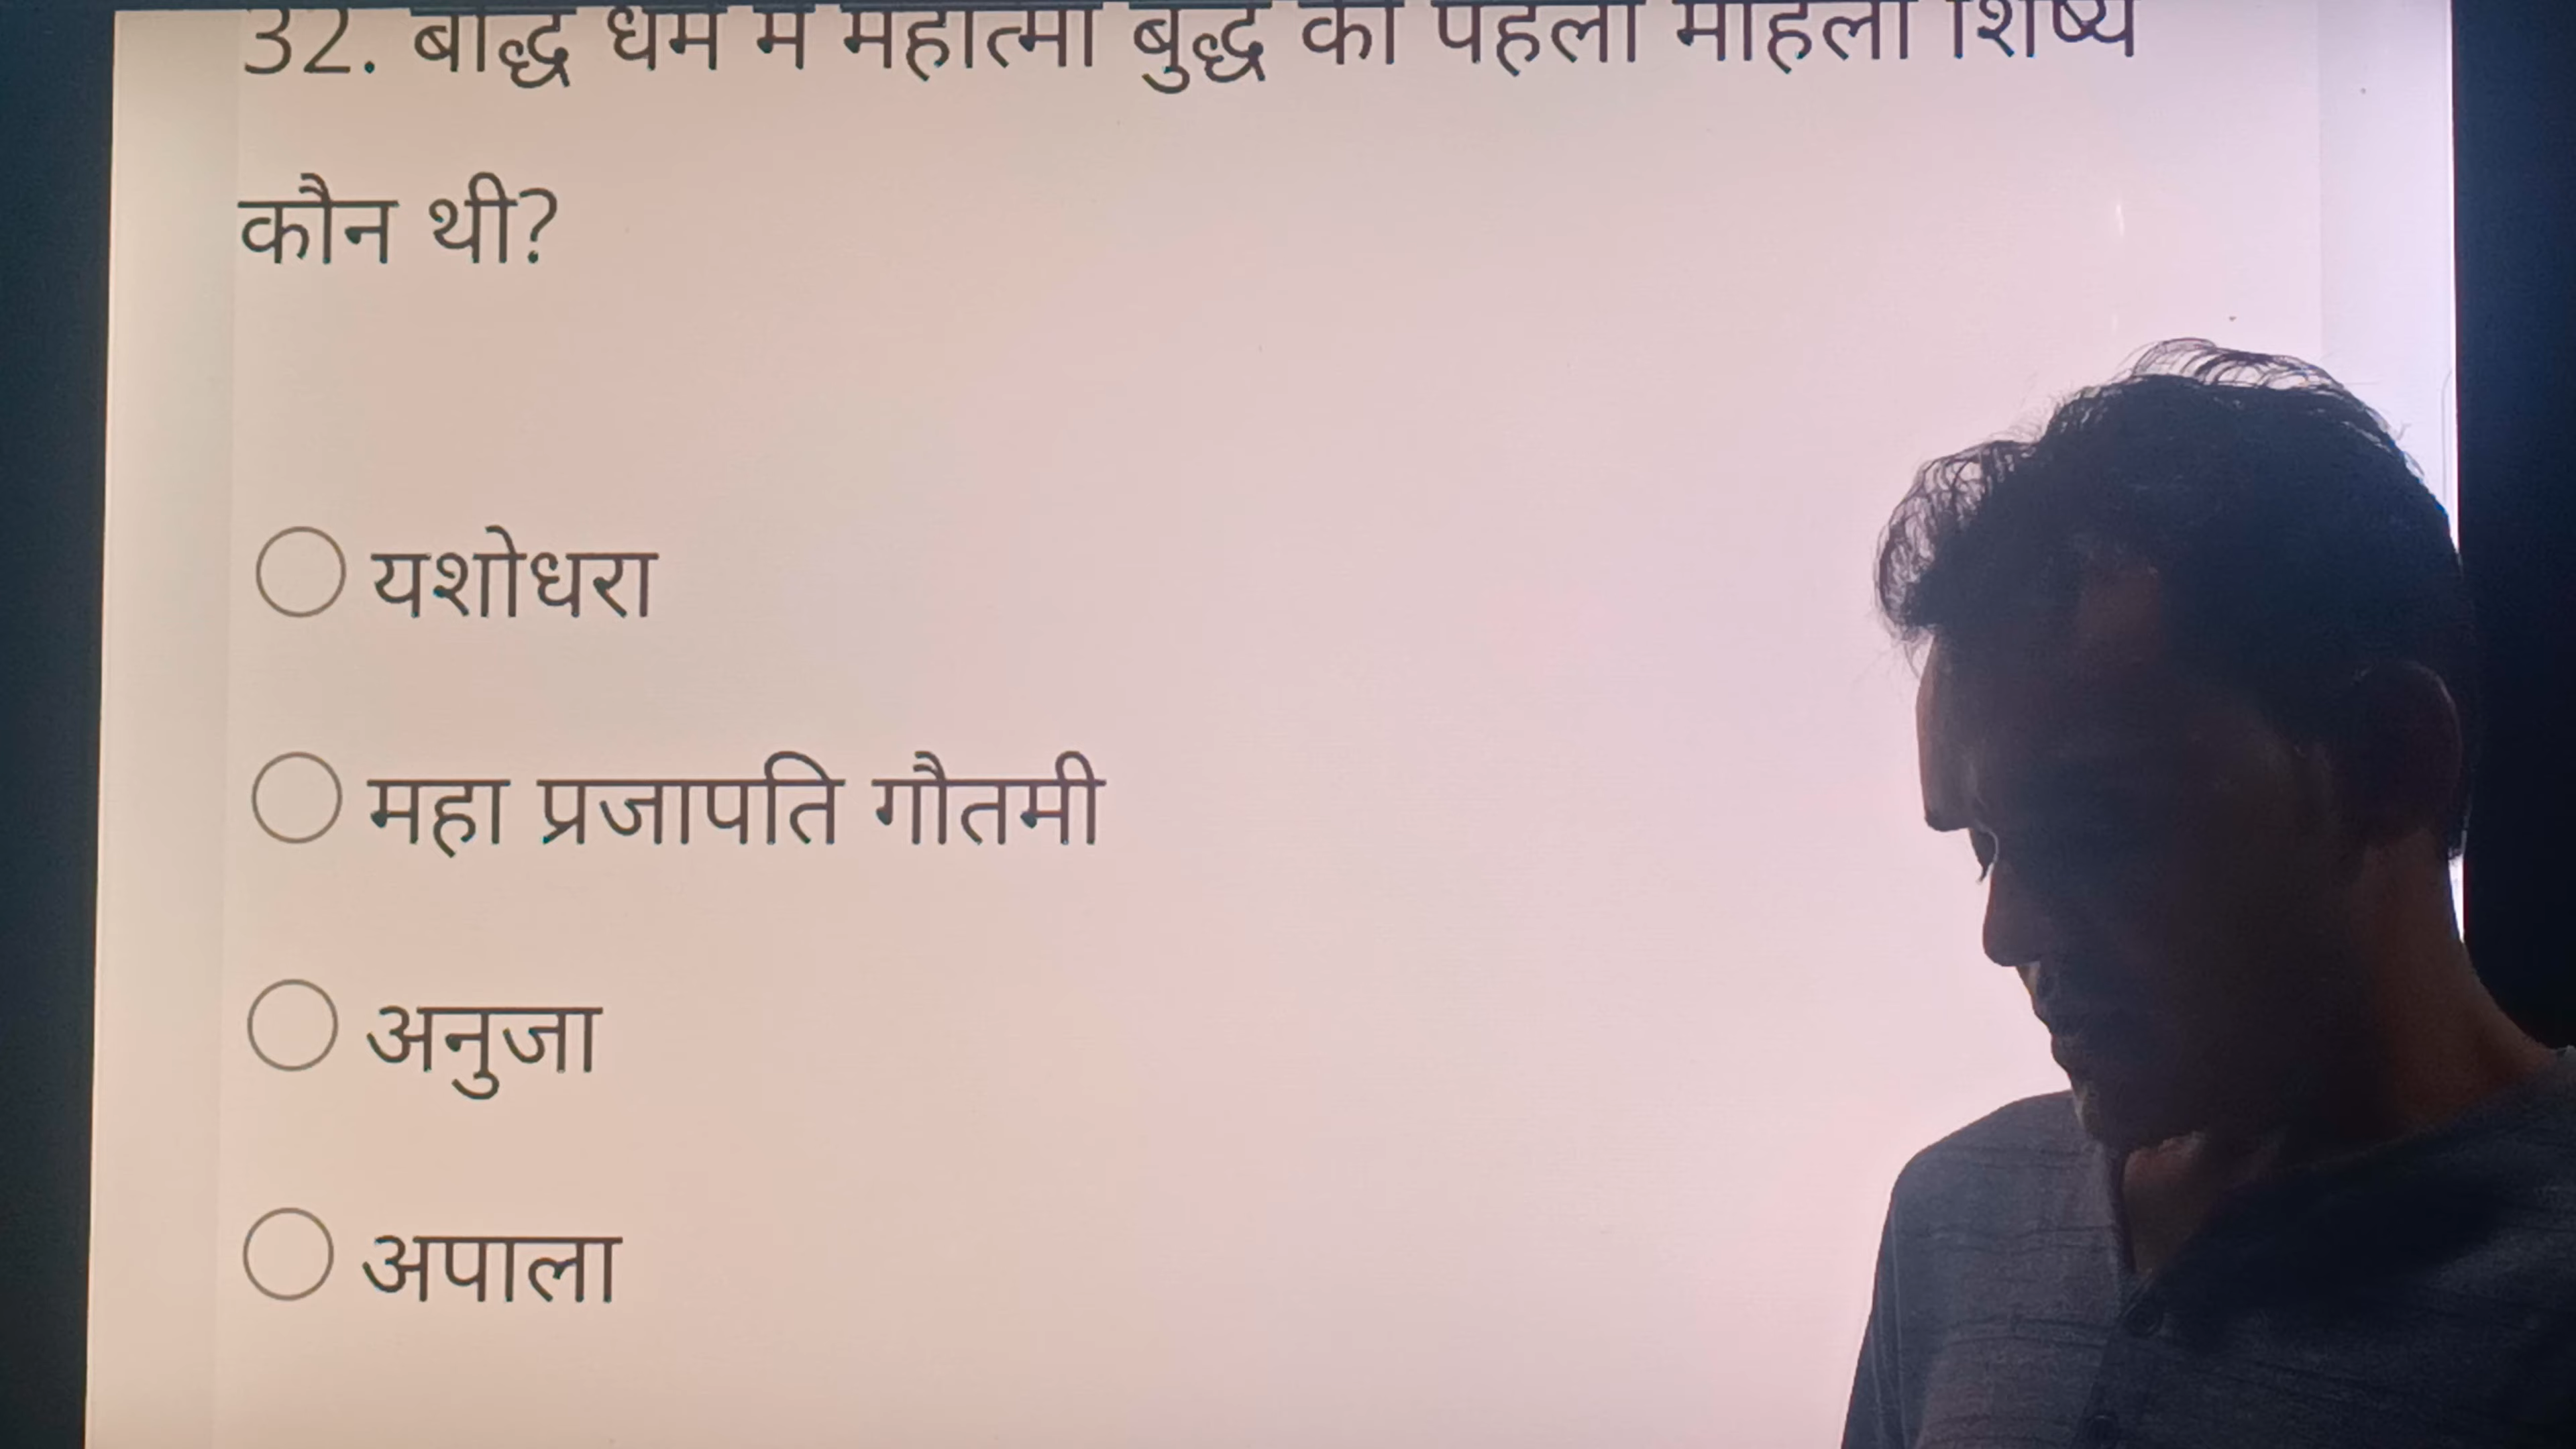 32. बौद्ध धर्म में महात्मा बुद्ध की पहली महिला शिष्य
कौन थी?
यशोधरा
महा प्रजापति गौतमी
अनुजा
अपाला